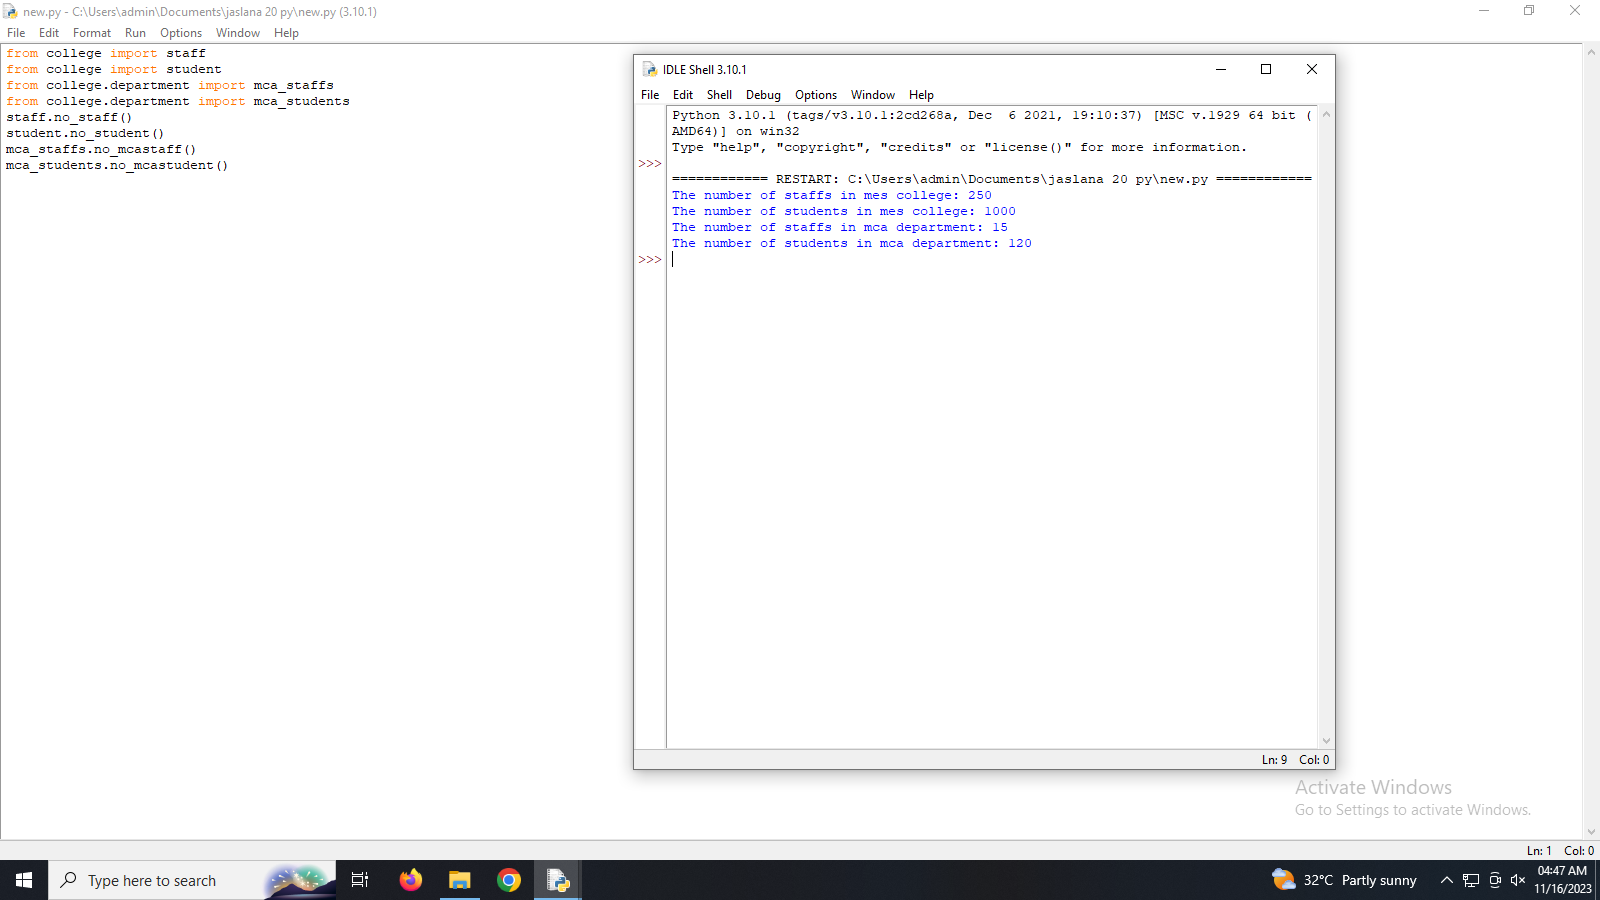 new.py - C:\Users\admin\Documents\jaslana 20 py\new.py (3.10.1)
File Edit Format Run Options Window Help
from college import staff
from college import student
from college.department import mca_staffs
from college.department import mca_students
staff.no_staff()
student.no_student()
mca_staffs.no_mcastaff()
mca_students.no_mcastudent()
IDLE Shell 3.10.1
File Edit Shell Debug Options Window Help
Python 3.10.1 (tags/v3.10.1:2cd268a, Dec  6 2021, 19:10:37) [MSC v.1929 64 bit (
AMD64)] on win32
Type "help", "copyright", "credits" or "license()" for more information.
>>>
============ RESTART: C:\Users\admin\Documents\jaslana 20 py\new.py ============
The number of staffs in mes college: 250
The number of students in mes college: 1000
The number of staffs in mca department: 15
The number of students in mca department: 120
>>>
Ln: 9 Col: 0
Activate Windows
Go to Settings to activate Windows.
Ln: 1 Col: 0
Type here to search
32°C Partly sunny
04:47 AM
11/16/2023